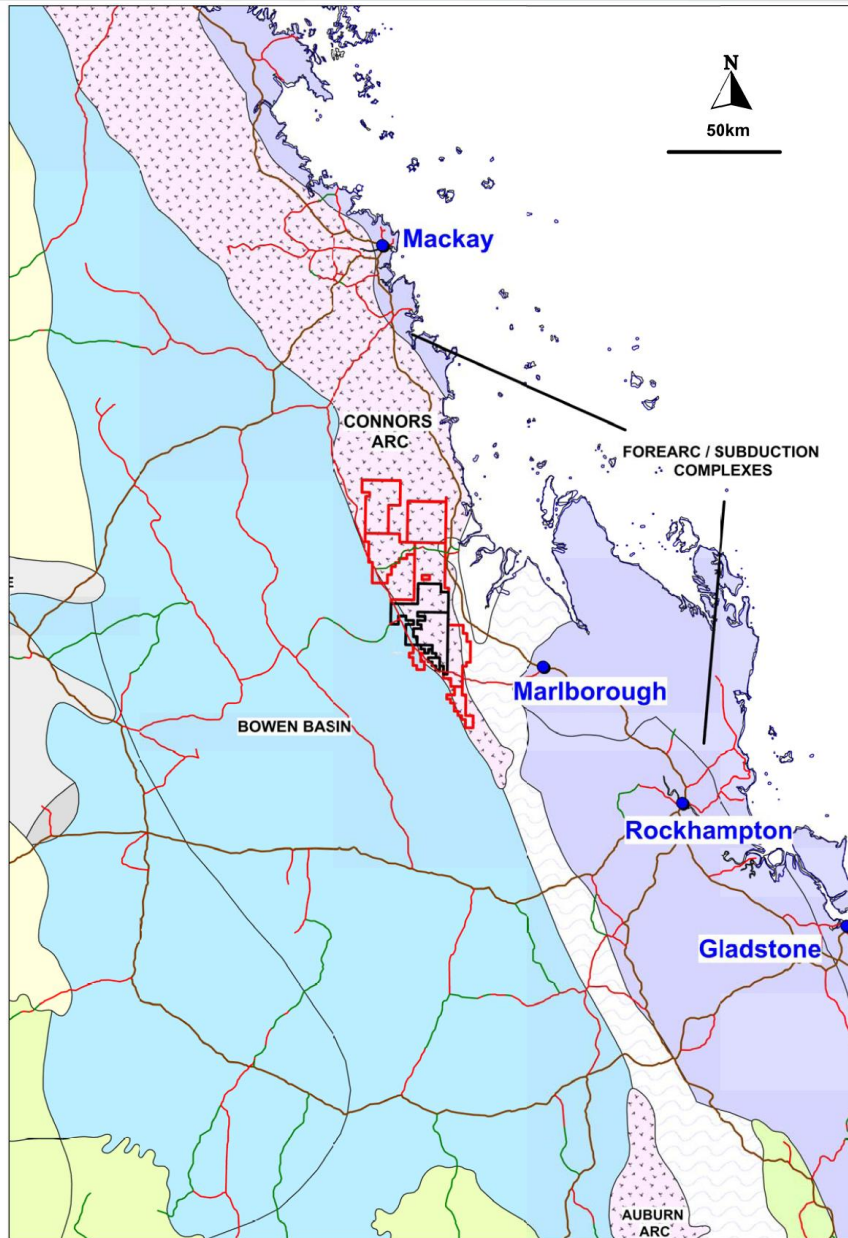 N
50km
Mackay
CONNORS
ARC
FOREARC / SUBDUCTION
COMPLEXES
Marlborough
BOWEN BASIN
Rockhampton
Gladstone
AUBURN
ARC